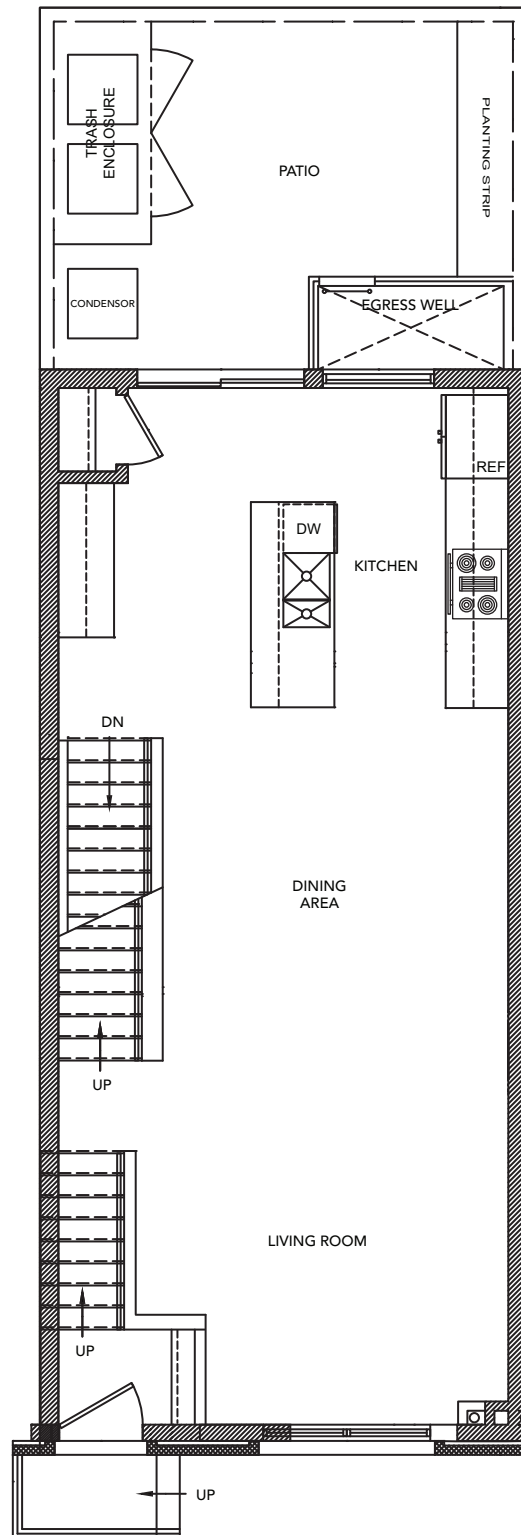 TRASH
ENCLOSURE
PATIO
PLANTING STRIP
CONDENSOR
EGRESS WELL
REF
DW
KITCHEN
DN
DINING
AREA
UP
LIVING ROOM
UP
UP